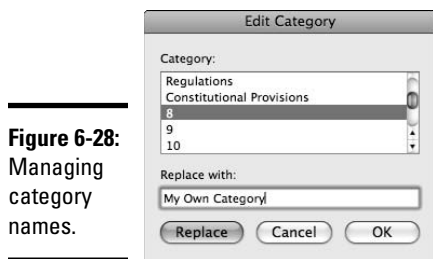 Edit Category
Category:
Regulations
Constitutional Provisions
8
9
10
Replace with:
My Own Category
Replace
Cancel
OK
Figure 6-28:
Managing
category
names.